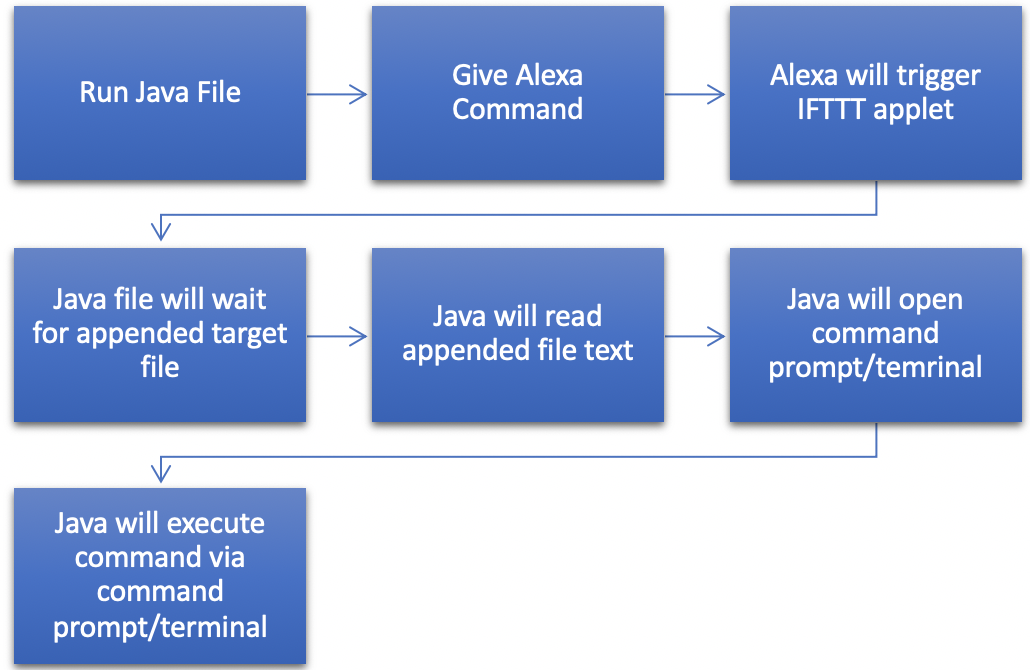 Run Java File
Give Alexa
Command
Alexa will trigger
IFTTT applet
Java file will wait
for appended target
file
Java will read
appended file text
Java will open
command
prompt/temrinal
Java will execute
command via
command
prompt/terminal